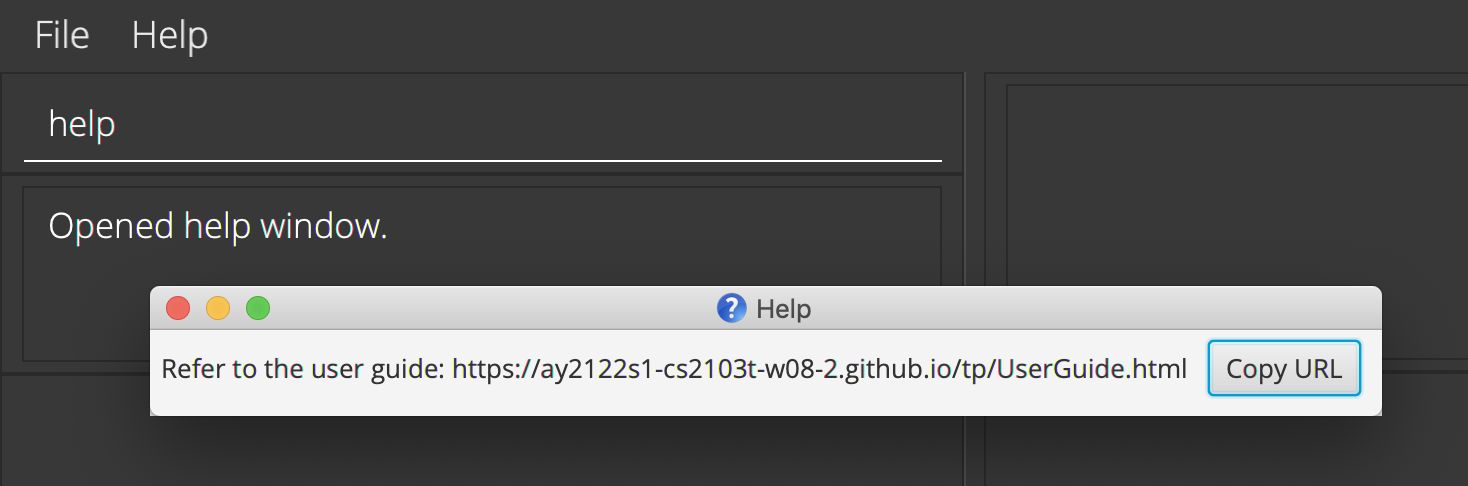 File Help
help
Opened help window.
Help
Refer to the user guide: https://ay2122s1-cs2103t-w08-2.github.io/tp/UserGuide.html Copy URL